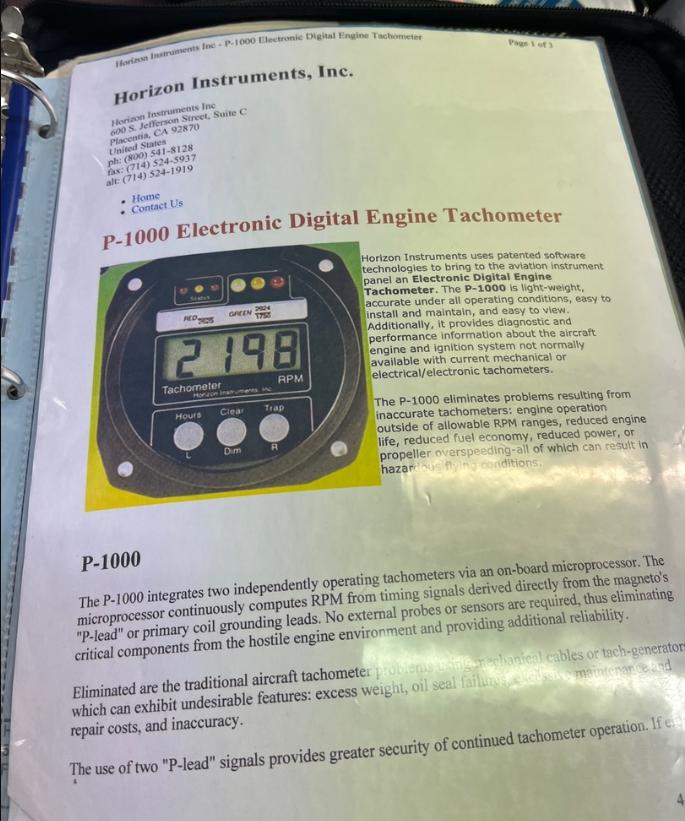 Horizon Instruments Inc - P-1000 Electronic Digital Engine Tachometer
Page 1 of 3
Horizon Instruments, Inc.
Horizon Instruments Inc
600 S. Jefferson Street, Suite C
Placentia, CA 92870
United States
ph: (800) 541-8128
fax: (714) 524-5937
alt: (714) 524-1919
• Home
• Contact Us
P-1000 Electronic Digital Engine Tachometer
Status
RED 2625 GREEN 2624 1755
2198
Tachometer RPM
Horizon Instruments, Inc
Hours Clear Trap
L Dim R
Horizon Instruments uses patented software
technologies to bring to the aviation instrument
panel an Electronic Digital Engine
Tachometer. The P-1000 is light-weight,
accurate under all operating conditions, easy to
install and maintain, and easy to view.
Additionally, it provides diagnostic and
performance information about the aircraft
engine and ignition system not normally
available with current mechanical or
electrical/electronic tachometers.
The P-1000 eliminates problems resulting from
inaccurate tachometers: engine operation
outside of allowable RPM ranges, reduced engine
life, reduced fuel economy, reduced power, or
propeller overspeeding-all of which can result in
hazardous flying conditions.
P-1000
The P-1000 integrates two independently operating tachometers via an on-board microprocessor. The
microprocessor continuously computes RPM from timing signals derived directly from the magneto's
"P-lead" or primary coil grounding leads. No external probes or sensors are required, thus eliminating
critical components from the hostile engine environment and providing additional reliability.
Eliminated are the traditional aircraft tachometer problems using mechanical cables or tach-generator
which can exhibit undesirable features: excess weight, oil seal failure, excessive maintenance and
repair costs, and inaccuracy.
The use of two "P-lead" signals provides greater security of continued tachometer operation. If
4